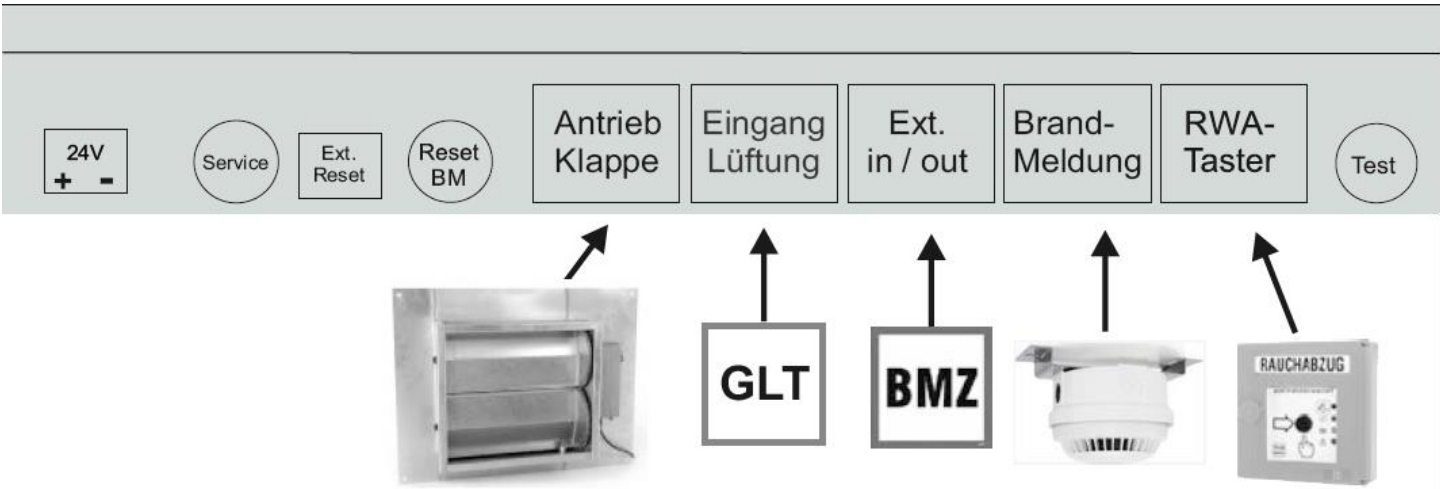 24V
+ -
Service
Ext.
Reset
Reset
BM
Antrieb
Klappe
Eingang
Lüftung
Ext.
in / out
Brand-
Meldung
RWA-
Taster
Test
GLT
BMZ
RAUCHABZUG